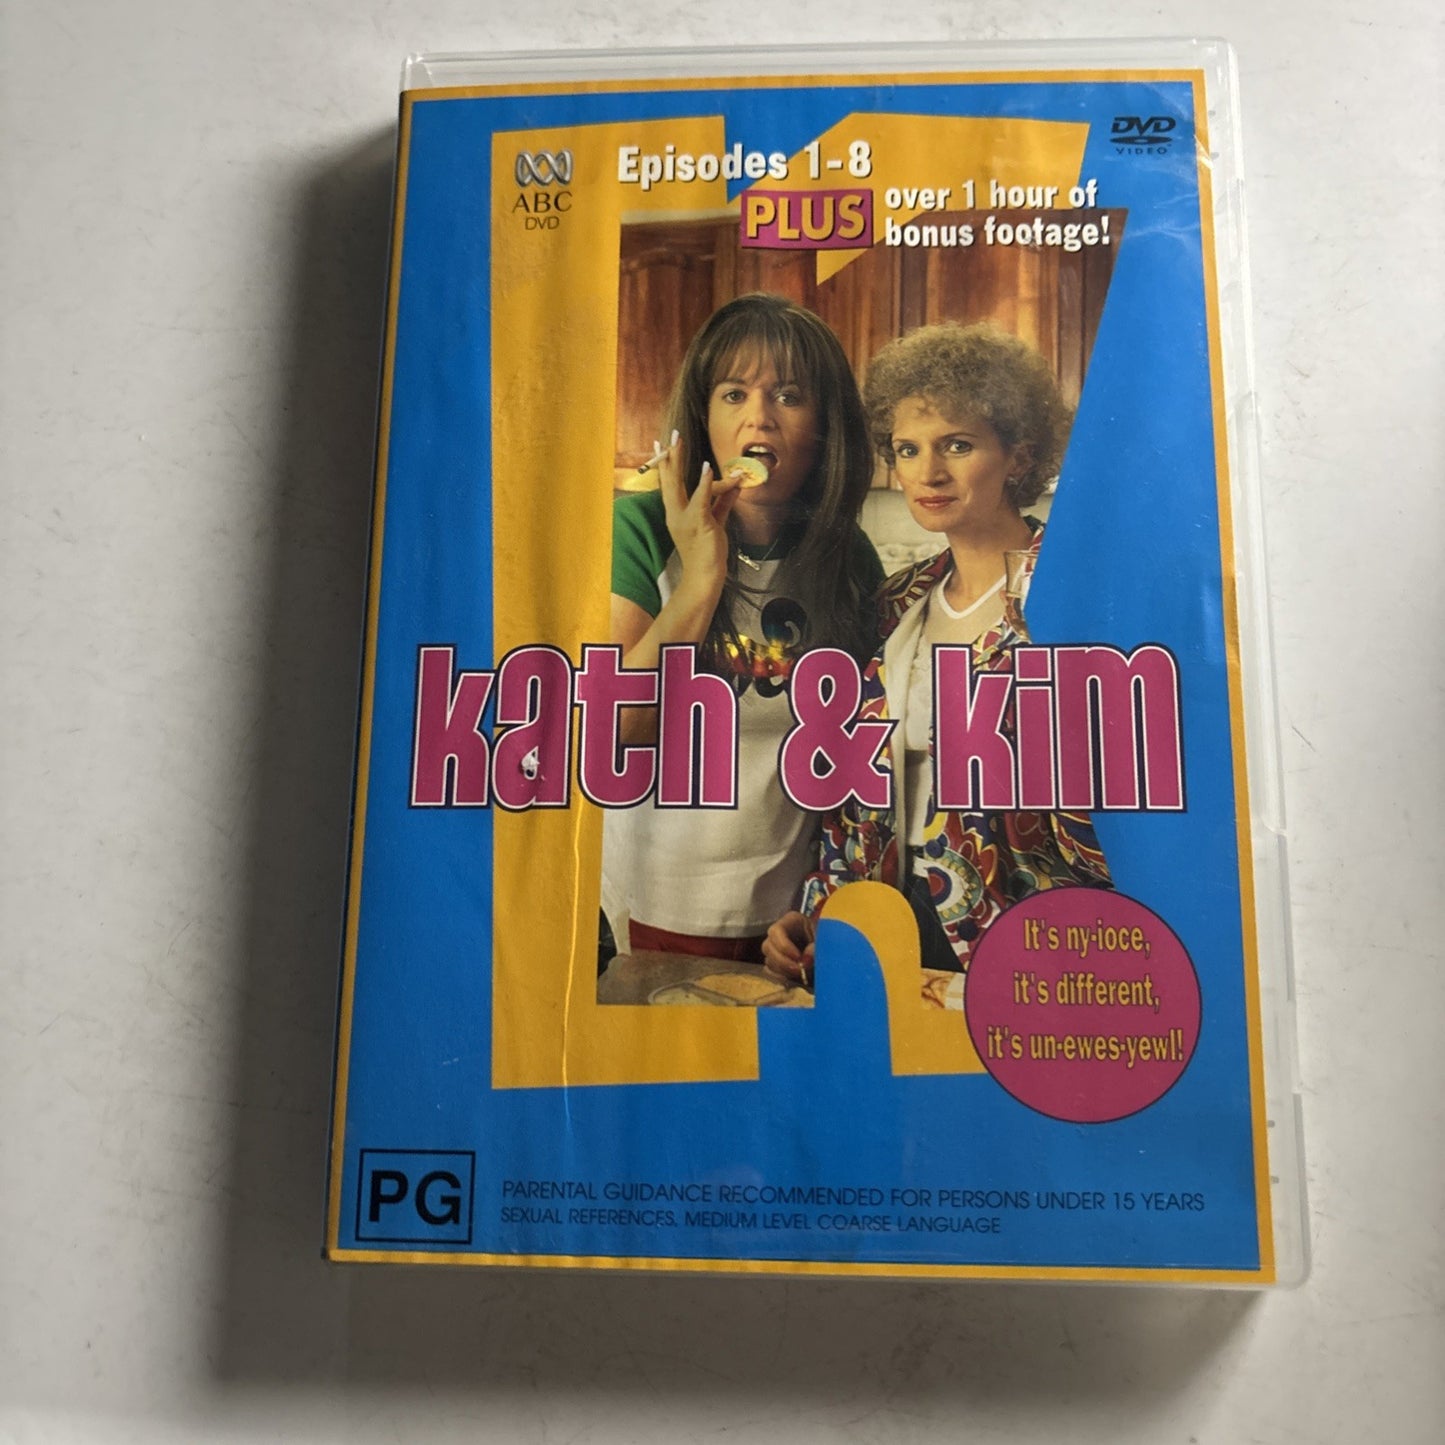 DVD
VIDEO
ABC
DVD
Episodes 1-8
PLUS over 1 hour of
bonus footage!
kath & kim
It's ny-ioce,
it's different,
it's un-ewes-yewl!
PG
PARENTAL GUIDANCE RECOMMENDED FOR PERSONS UNDER 15 YEARS
SEXUAL REFERENCES, MEDIUM LEVEL COARSE LANGUAGE